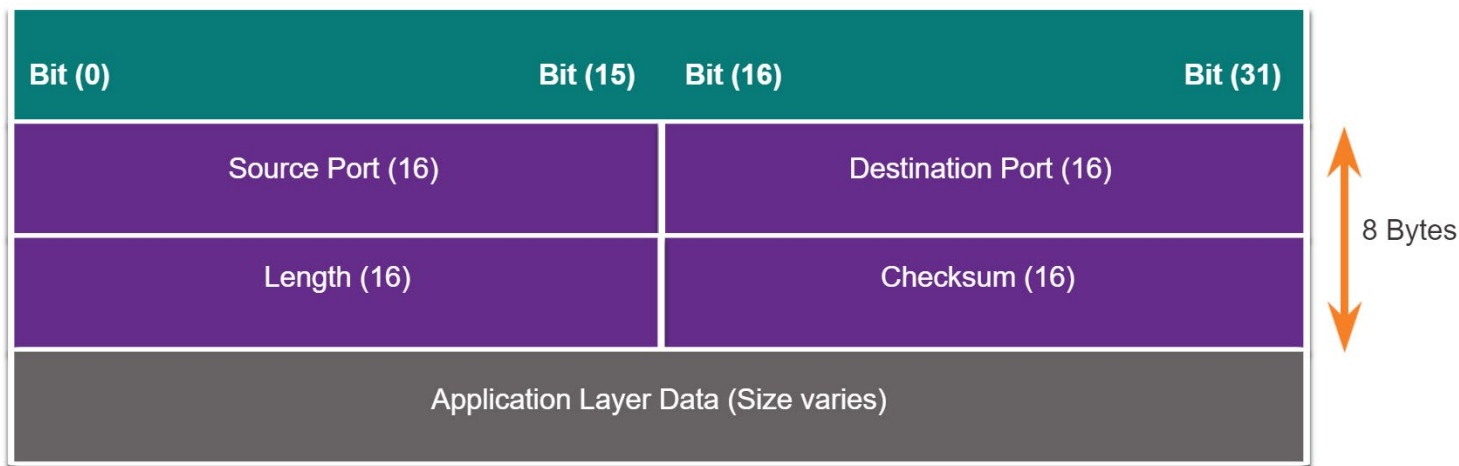 Bit (0) Bit (15) Bit (16) Bit (31)
Source Port (16) Destination Port (16)
8 Bytes
Length (16) Checksum (16)
Application Layer Data (Size varies)